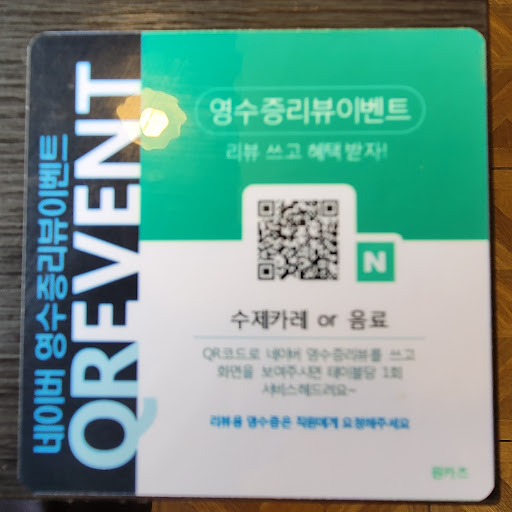 네이버 영수증리뷰이벤트
QREVENT
영수증리뷰이벤트
리뷰 쓰고 혜택받자!
N
수제카레 or 음료
QR코드로 네이버 영수증리뷰를 쓰고
화면을 보여주시면 테이블당 1회
서비스해드려요~
리뷰용 영수증은 직원에게 요청해주세요